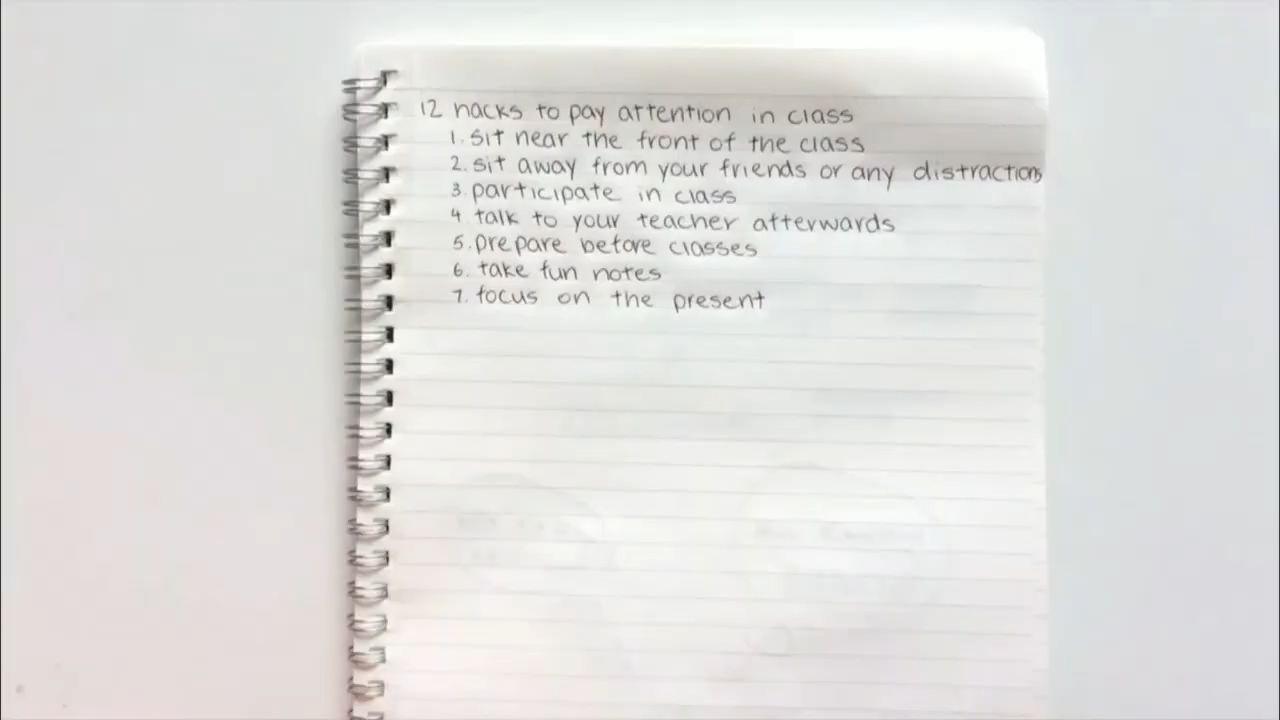 12 hacks to pay attention in class
1. sit near the front of the class
2. sit away from your friends or any distractions
3. participate in class
4 talk to your teacher afterwards
5. prepare before classes
6. take fun notes
7. focus on the present